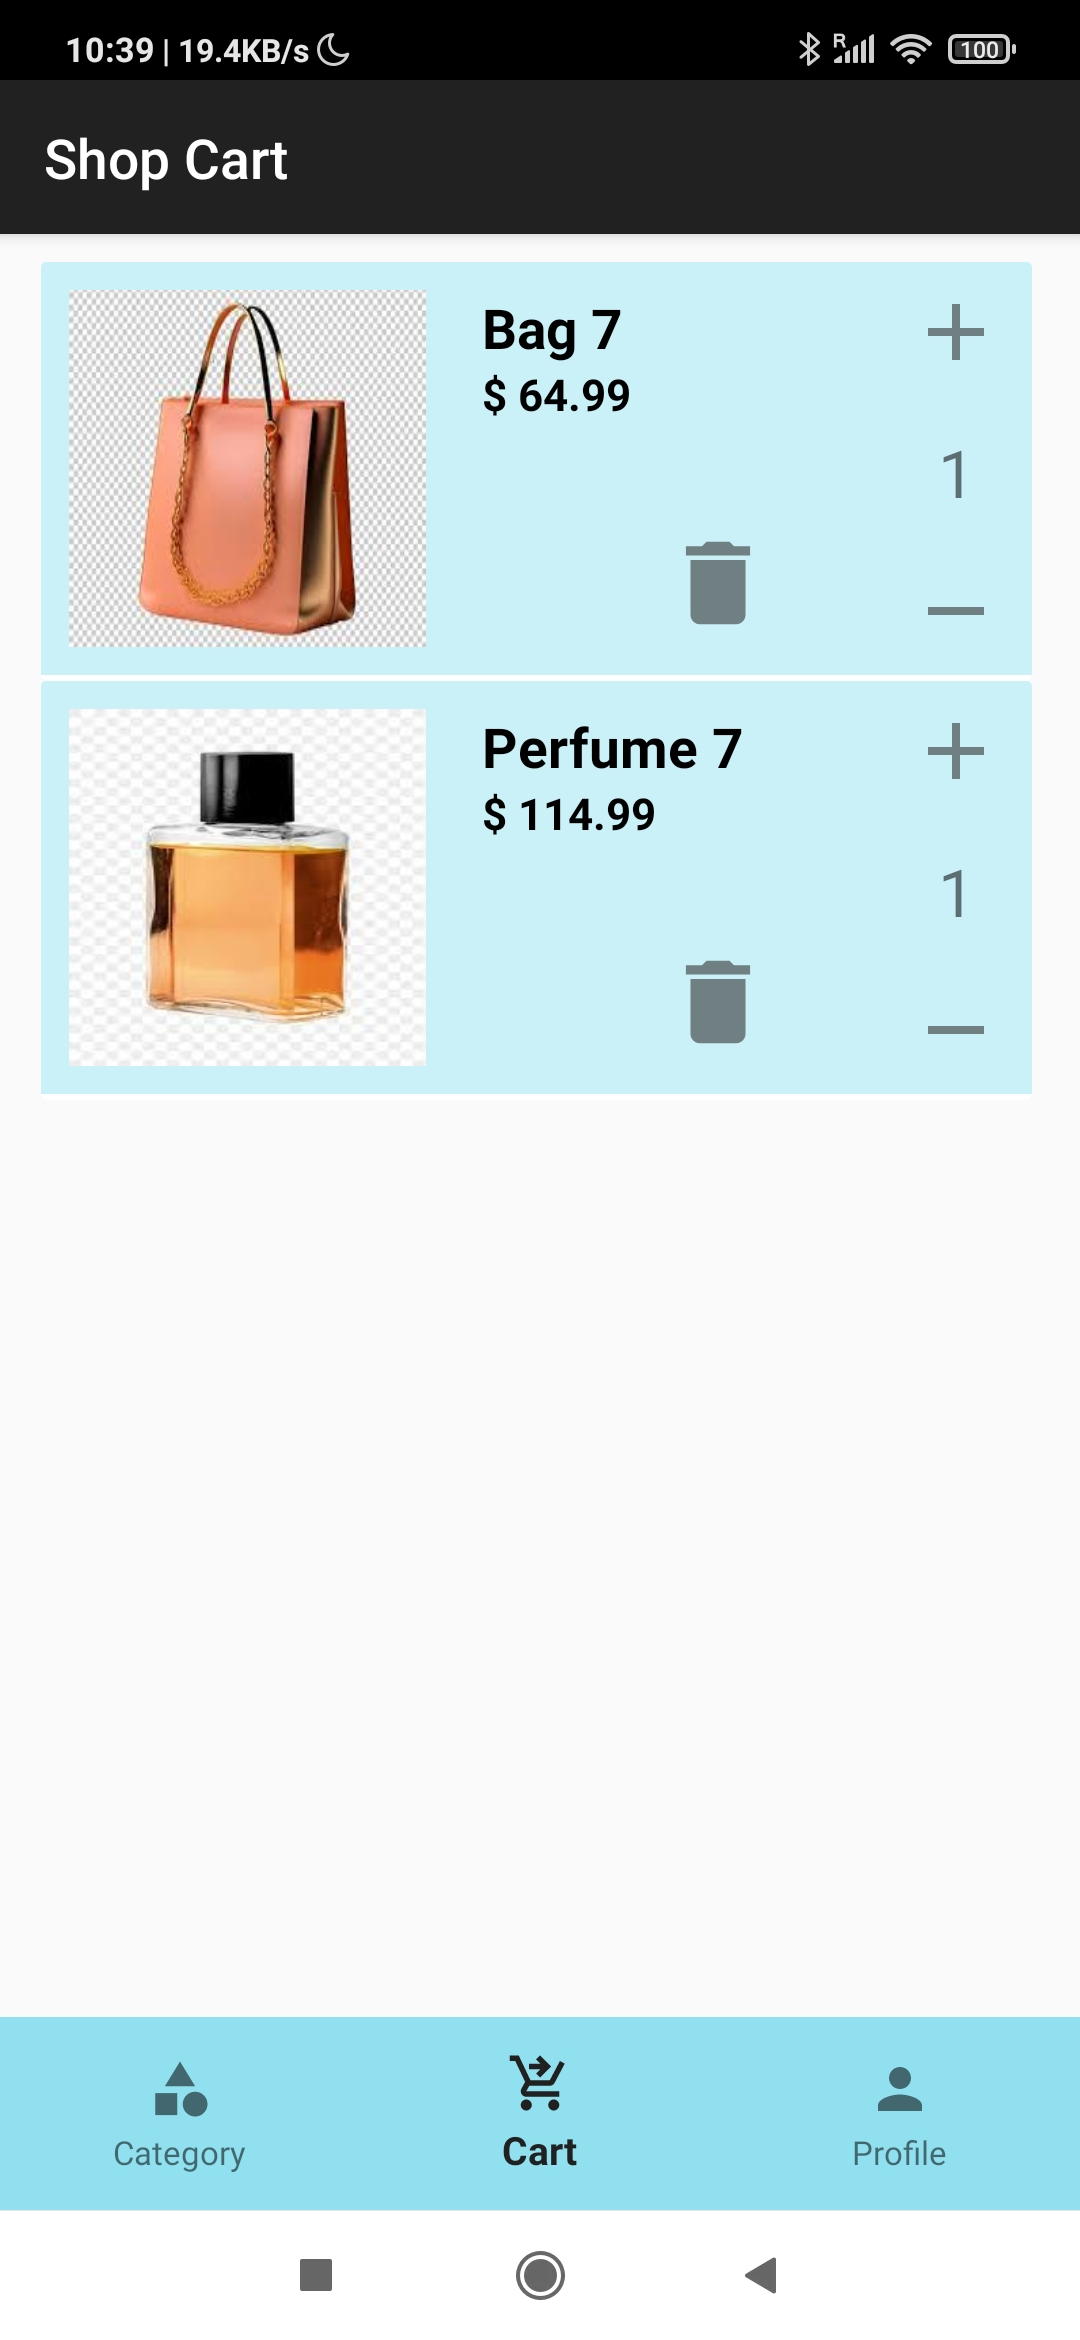 10:39 | 19.4KB/s
R
100
Shop Cart
Bag 7
$ 64.99
1
Perfume 7
$ 114.99
1
Category
Cart
Profile